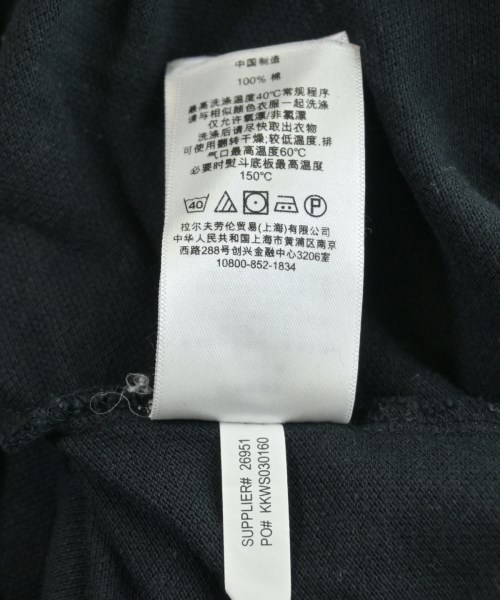 中国制造
100% 棉
最高洗涤温度40℃常规程序
请与相似颜色衣服一起洗涤
仅允许氧漂/非氯漂
洗涤后请尽快取出衣物
可使用翻转干燥;较低温度,排
气口最高温度60℃
必要时熨斗底板最高温度
150℃
40 P
拉尔夫劳伦贸易(上海)有限公司
中华人民共和国上海市黄浦区南京
西路288号创兴金融中心3206室
10800-852-1834
SUPPLIER# 26951
PO# KKWS030160